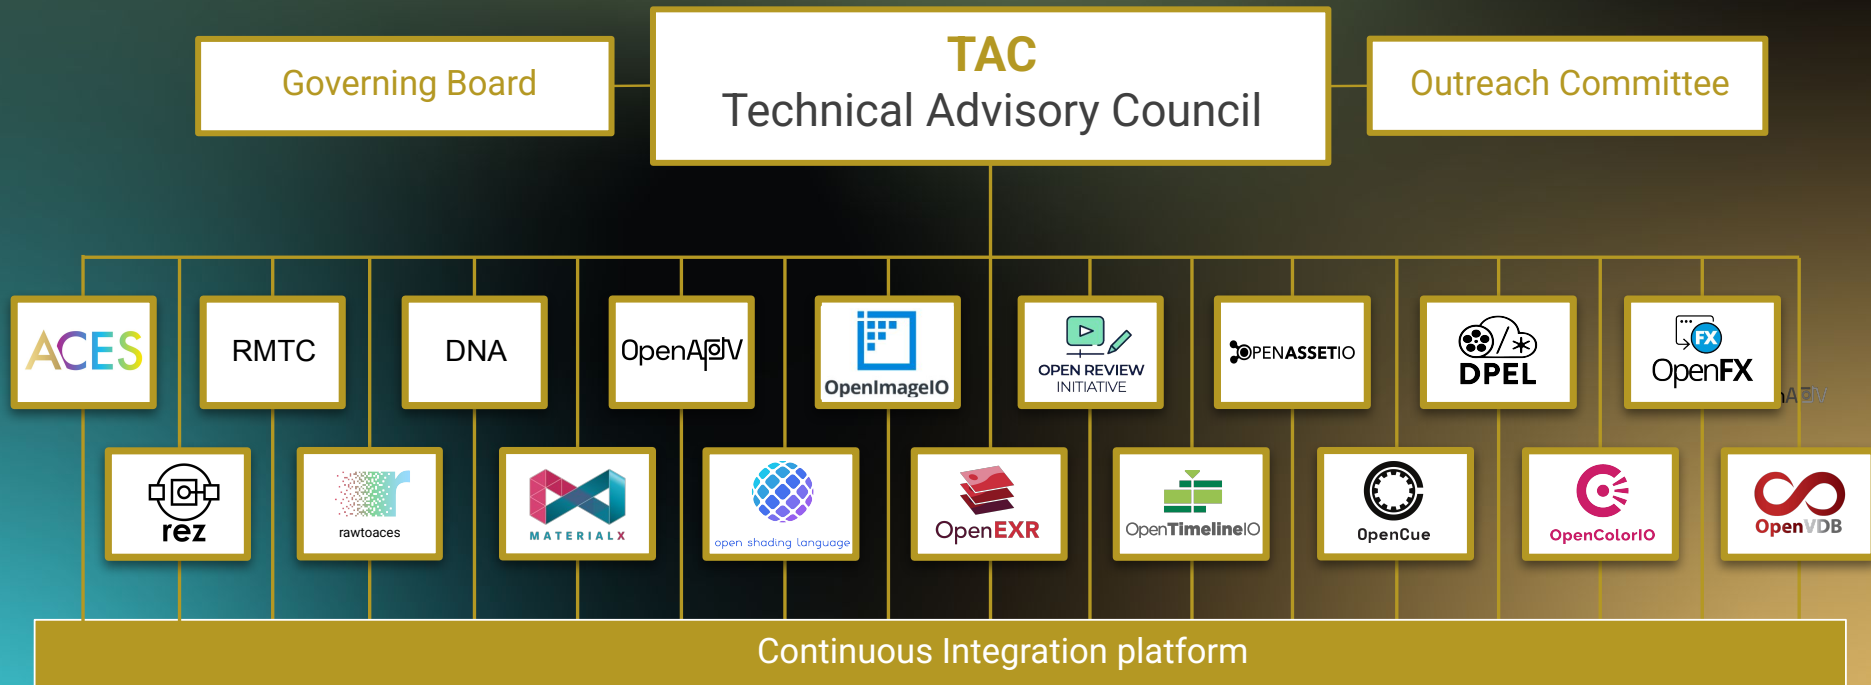 Governing Board
TAC
Technical Advisory Council
Outreach Committee
ACES
RMTC
DNA
OpenAPV
OpenImageIO
OPEN REVIEW
INITIATIVE
OPENASSETIO
DPEL
FX
OpenFX
rez
rawtoaces
MATERIALX
open shading language
OpenEXR
OpenTimelineIO
OpenCue
OpenColorIO
OpenVDB
Continuous Integration platform